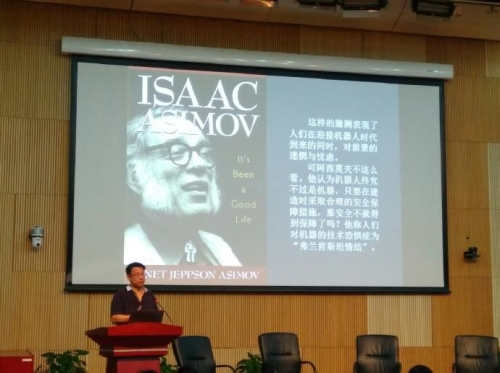 ISAAC
ASIMOV
It's
Been
a
Good
Life
NET JEPPSON ASIMOV
这样的臆测表现了
人们在迎接机器人时代
到来的同时，对前景的
迷惘与忧虑。
可阿西莫夫不这么
看。他认为机器人终究
不过是机器，只要在建
造时采取合理的安全保
障措施，那安全不就得
到保障了吗？他称人们
对机器的技术恐惧症为
“弗兰肯斯坦情结”。